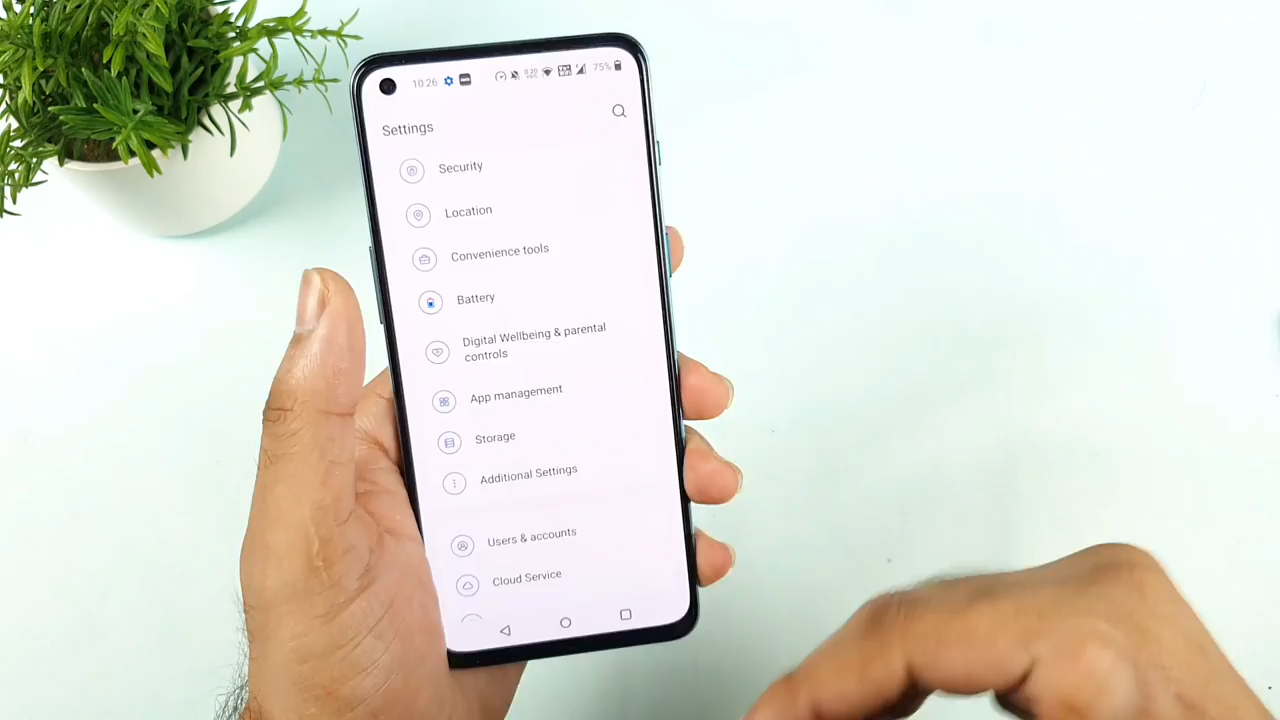 10:26 75%
Settings
Security
Location
Convenience tools
Battery
Digital Wellbeing & parental
controls
App management
Storage
Additional Settings
Users & accounts
Cloud Service